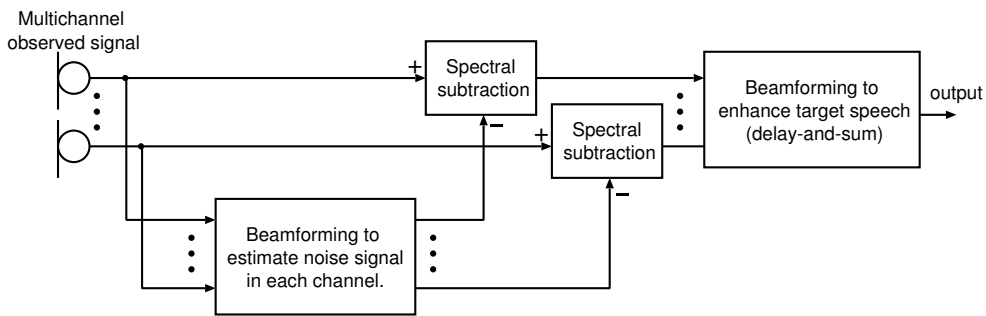 Multichannel
observed signal
+
Spectral
subtraction
−
+
Spectral
subtraction
−
Beamforming to
enhance target speech
(delay-and-sum)
output
Beamforming to
estimate noise signal
in each channel.